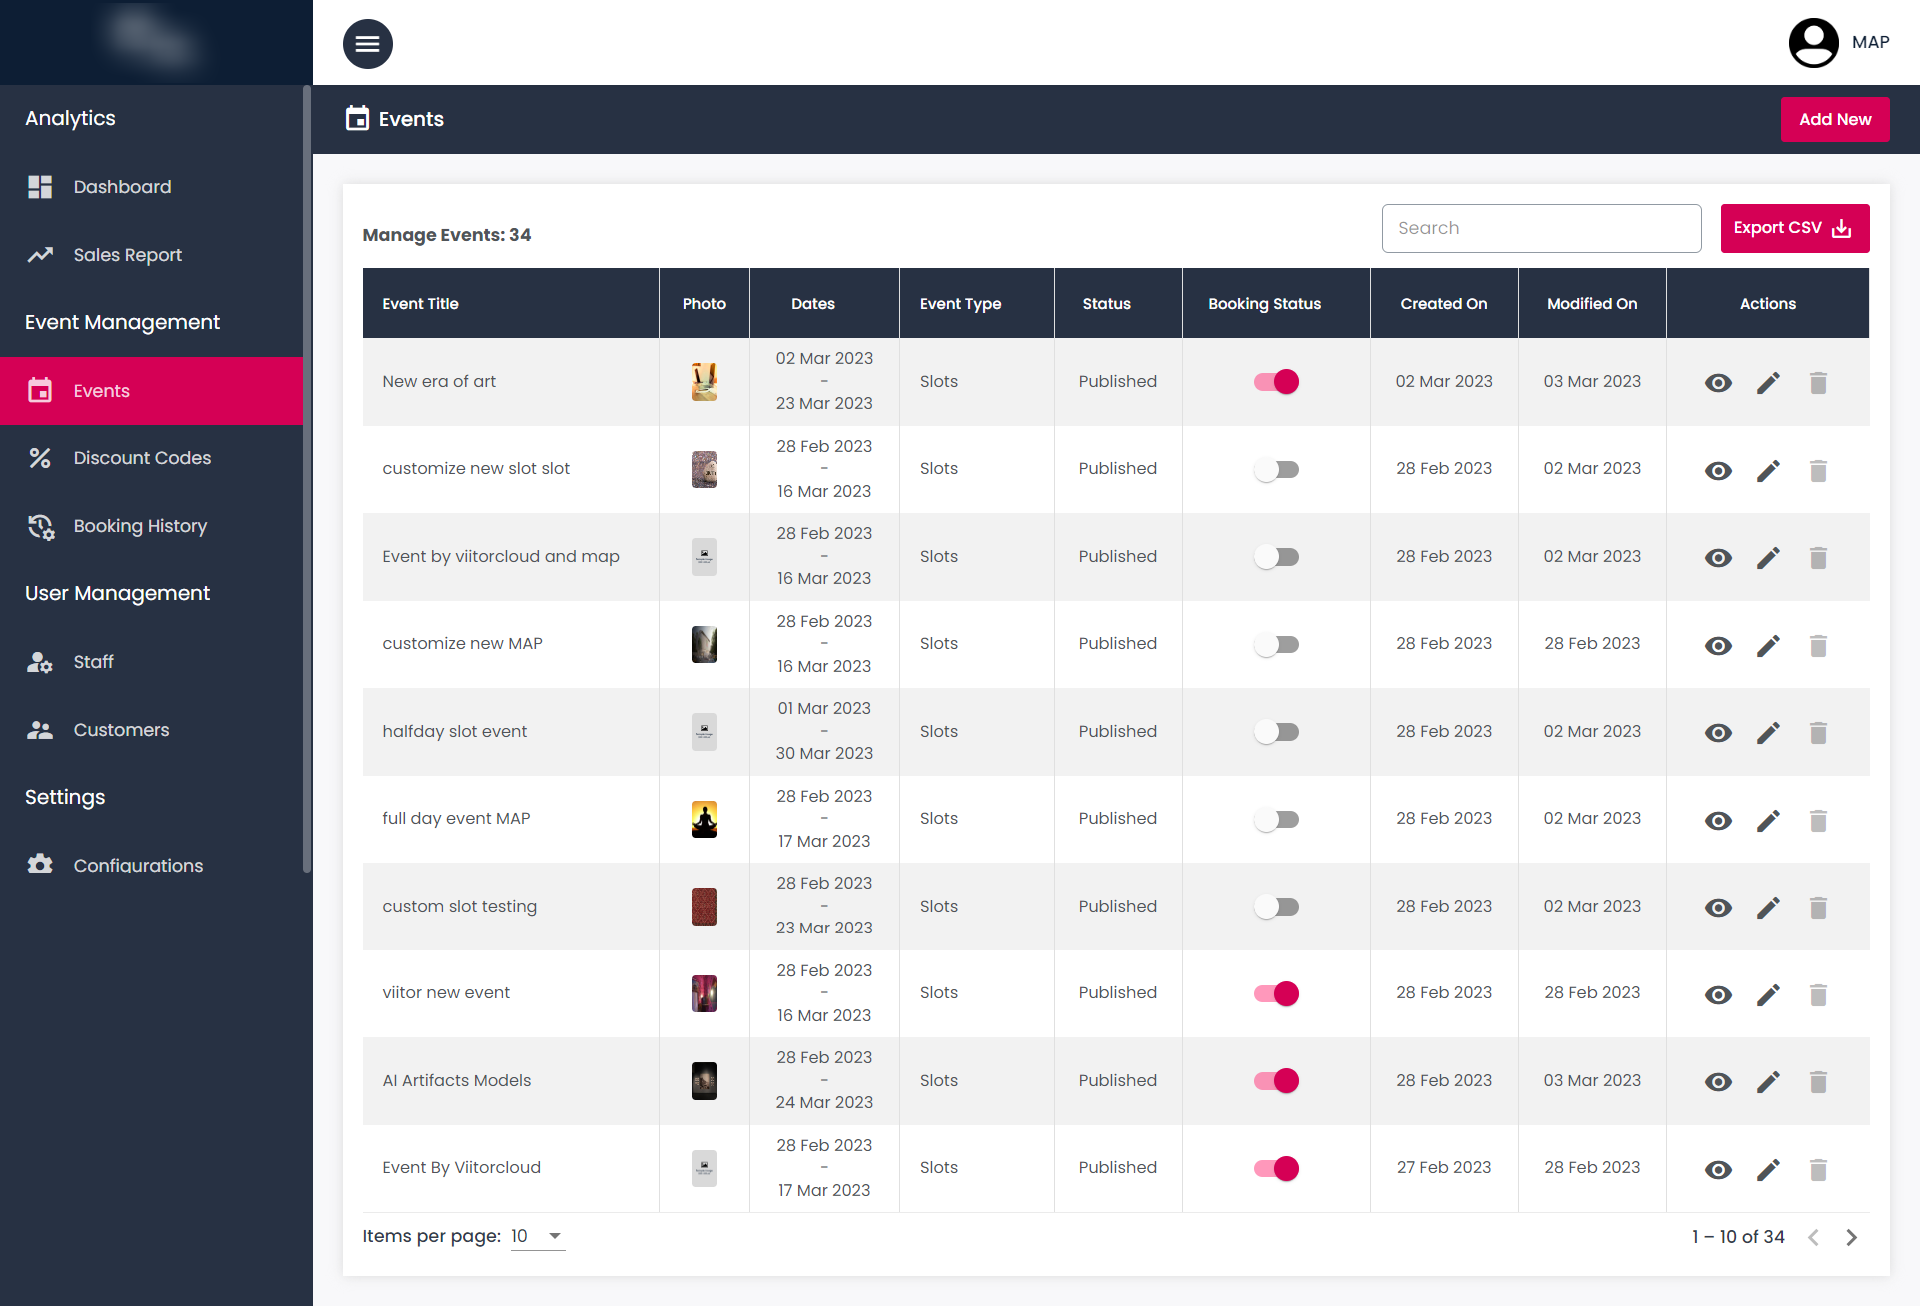 MAP
Analytics
Dashboard
Sales Report
Event Management
Events
Discount Codes
Booking History
User Management
Staff
Customers
Settings
Configurations
Events
Add New
Manage Events: 34
Search
Export CSV
Event Title Photo Dates Event Type Status Booking Status Created On Modified On Actions
New era of art 02 Mar 2023 - 23 Mar 2023 Slots Published 02 Mar 2023 03 Mar 2023
customize new slot slot 28 Feb 2023 - 16 Mar 2023 Slots Published 28 Feb 2023 02 Mar 2023
Event by viitorcloud and map 28 Feb 2023 - 16 Mar 2023 Slots Published 28 Feb 2023 02 Mar 2023
customize new MAP 28 Feb 2023 - 16 Mar 2023 Slots Published 28 Feb 2023 28 Feb 2023
halfday slot event 01 Mar 2023 - 30 Mar 2023 Slots Published 28 Feb 2023 02 Mar 2023
full day event MAP 28 Feb 2023 - 17 Mar 2023 Slots Published 28 Feb 2023 02 Mar 2023
custom slot testing 28 Feb 2023 - 23 Mar 2023 Slots Published 28 Feb 2023 02 Mar 2023
viitor new event 28 Feb 2023 - 16 Mar 2023 Slots Published 28 Feb 2023 28 Feb 2023
AI Artifacts Models 28 Feb 2023 - 24 Mar 2023 Slots Published 28 Feb 2023 03 Mar 2023
Event By Viitorcloud 28 Feb 2023 - 17 Mar 2023 Slots Published 27 Feb 2023 28 Feb 2023
Items per page: 10
1 – 10 of 34